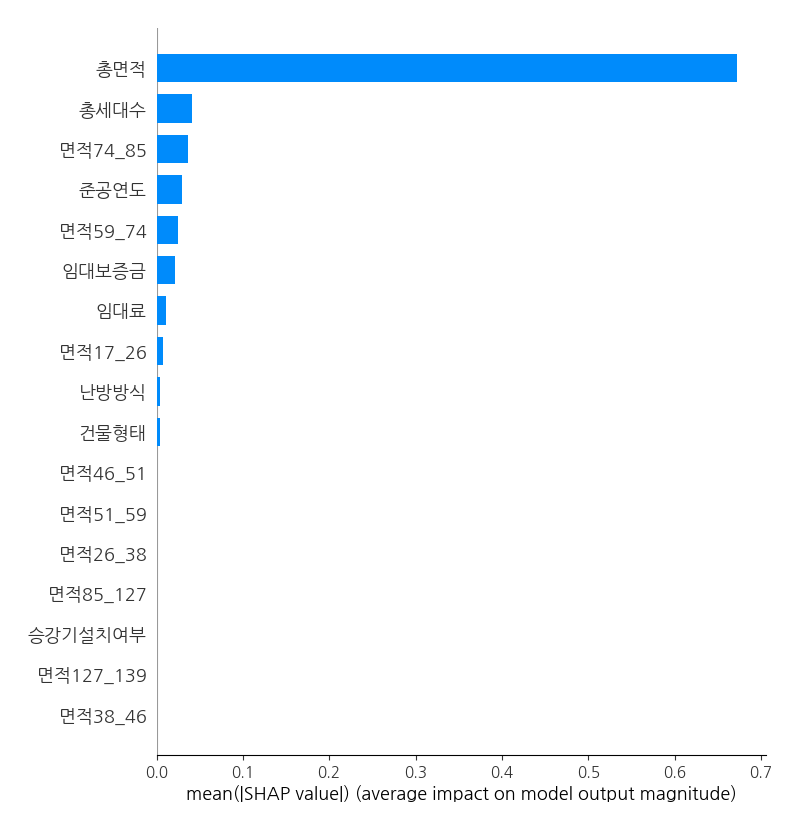 총면적
총세대수
면적74_85
준공연도
면적59_74
임대보증금
임대료
면적17_26
난방방식
건물형태
면적46_51
면적51_59
면적26_38
면적85_127
승강기설치여부
면적127_139
면적38_46
0.0 0.1 0.2 0.3 0.4 0.5 0.6 0.7
mean(|SHAP value|) (average impact on model output magnitude)